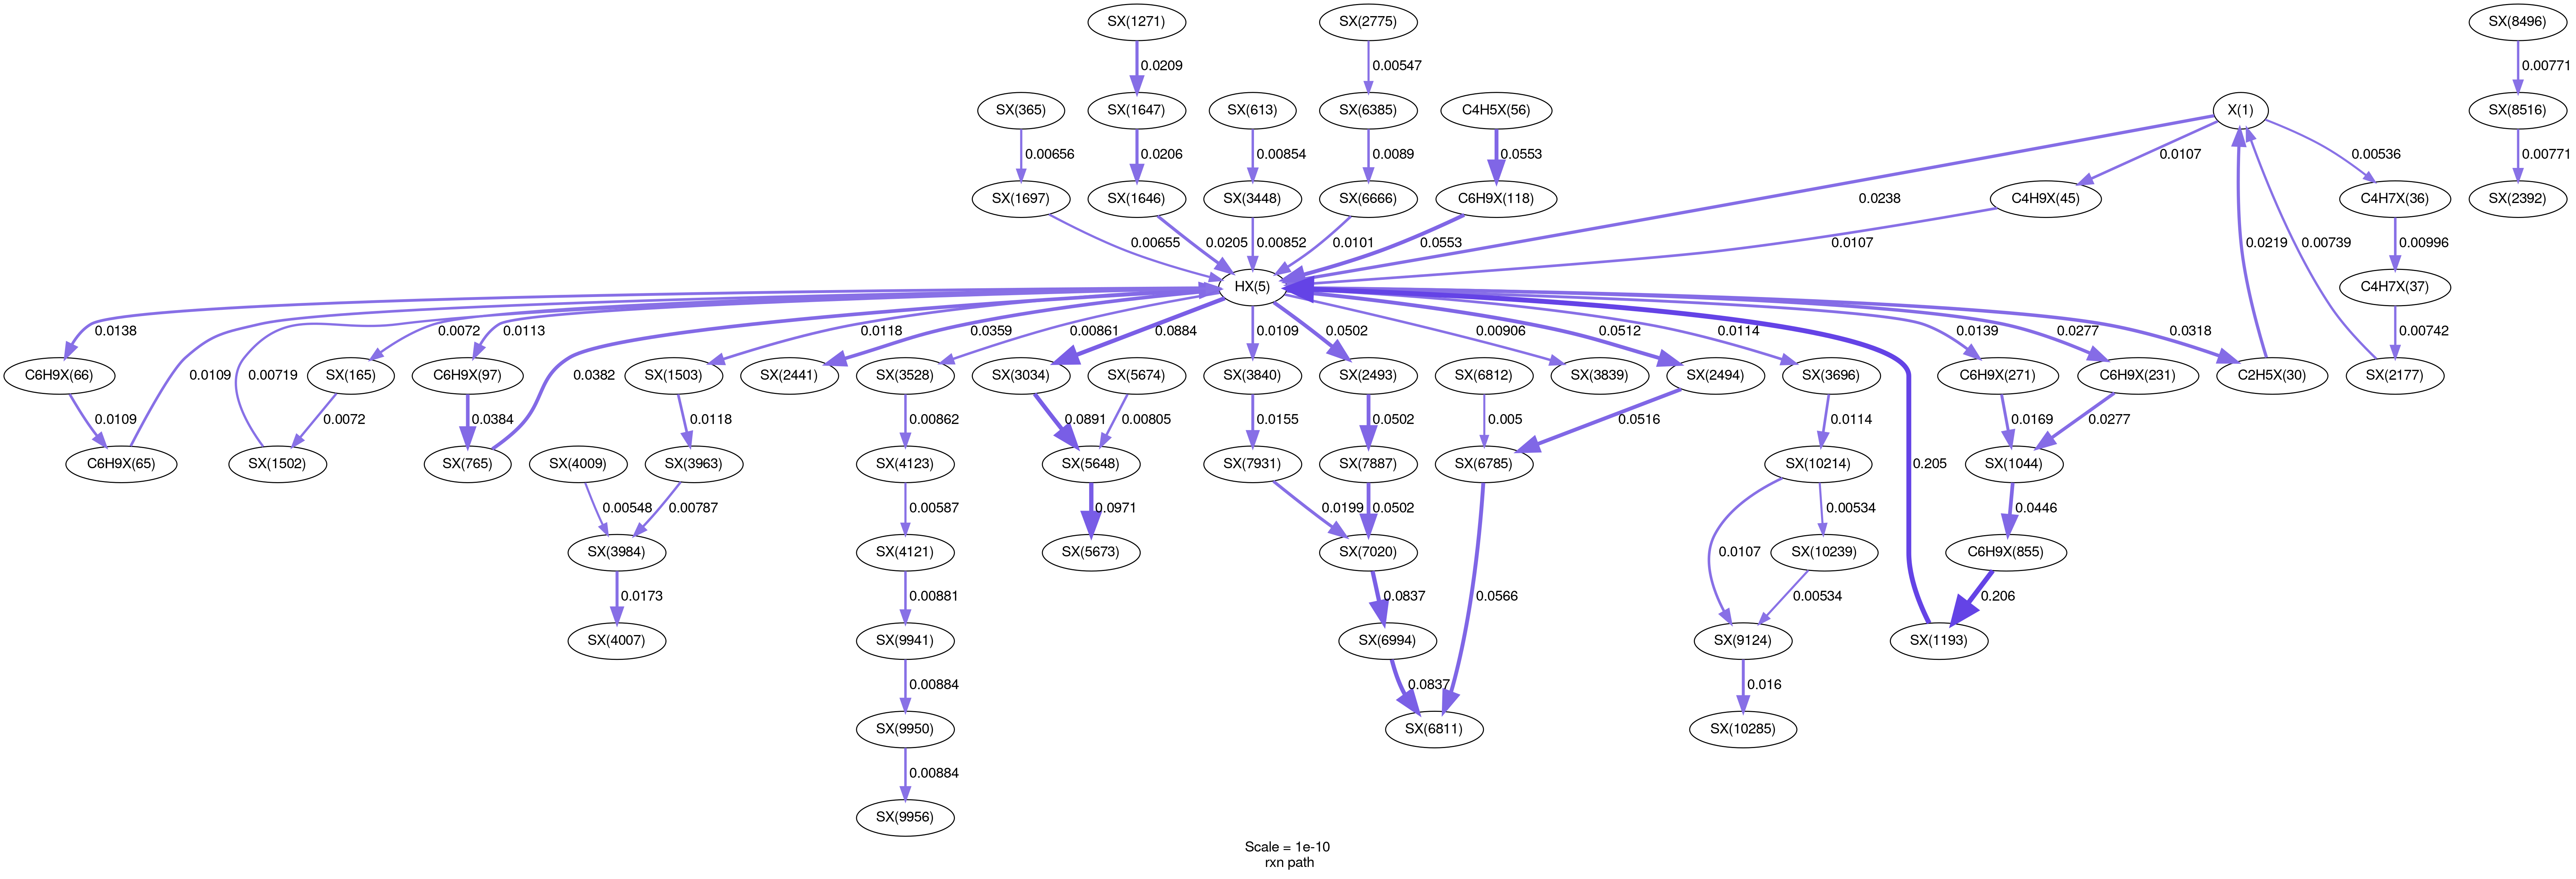 SX(1271)
SX(2775)
SX(8496)
0.0209
0.00547
0.00771
SX(365)
SX(1647)
SX(613)
SX(6385)
C4H5X(56)
X(1)
SX(8516)
0.00656
0.0206
0.00854
0.0089
0.0553
0.0107
0.00536
0.00771
SX(1697)
SX(1646)
SX(3448)
SX(6666)
C6H9X(118)
0.0238
C4H9X(45)
C4H7X(36)
SX(2392)
0.00655
0.0205
0.00852
0.0101
0.0553
0.0107
0.0219
0.00739
0.00996
HX(5)
C4H7X(37)
0.0138
0.0072
0.0113
0.0118
0.0359
0.00861
0.0884
0.0109
0.0502
0.00906
0.0512
0.0114
0.0139
0.0277
0.0318
0.00742
C6H9X(66)
0.0109
0.00719
SX(165)
C6H9X(97)
0.0382
SX(1503)
SX(2441)
SX(3528)
SX(3034)
SX(5674)
SX(3840)
SX(2493)
SX(6812)
SX(3839)
SX(2494)
SX(3696)
C6H9X(271)
C6H9X(231)
C2H5X(30)
SX(2177)
0.0109
0.0072
0.0384
0.0118
0.00862
0.0891
0.00805
0.0155
0.0502
0.005
0.0516
0.0114
0.0169
0.0277
C6H9X(65)
SX(1502)
SX(765)
SX(4009)
SX(3963)
SX(4123)
SX(5648)
SX(7931)
SX(7887)
SX(6785)
SX(10214)
0.205
SX(1044)
0.00548
0.00787
0.00587
0.0971
0.0199
0.0502
0.00534
0.0446
SX(3984)
SX(4121)
SX(5673)
SX(7020)
0.0107
SX(10239)
C6H9X(855)
0.0173
0.00881
0.0837
0.0566
0.00534
0.206
SX(4007)
SX(9941)
SX(6994)
SX(9124)
SX(1193)
0.00884
0.0837
0.016
SX(9950)
SX(6811)
SX(10285)
0.00884
SX(9956)
Scale = 1e-10
rxn path